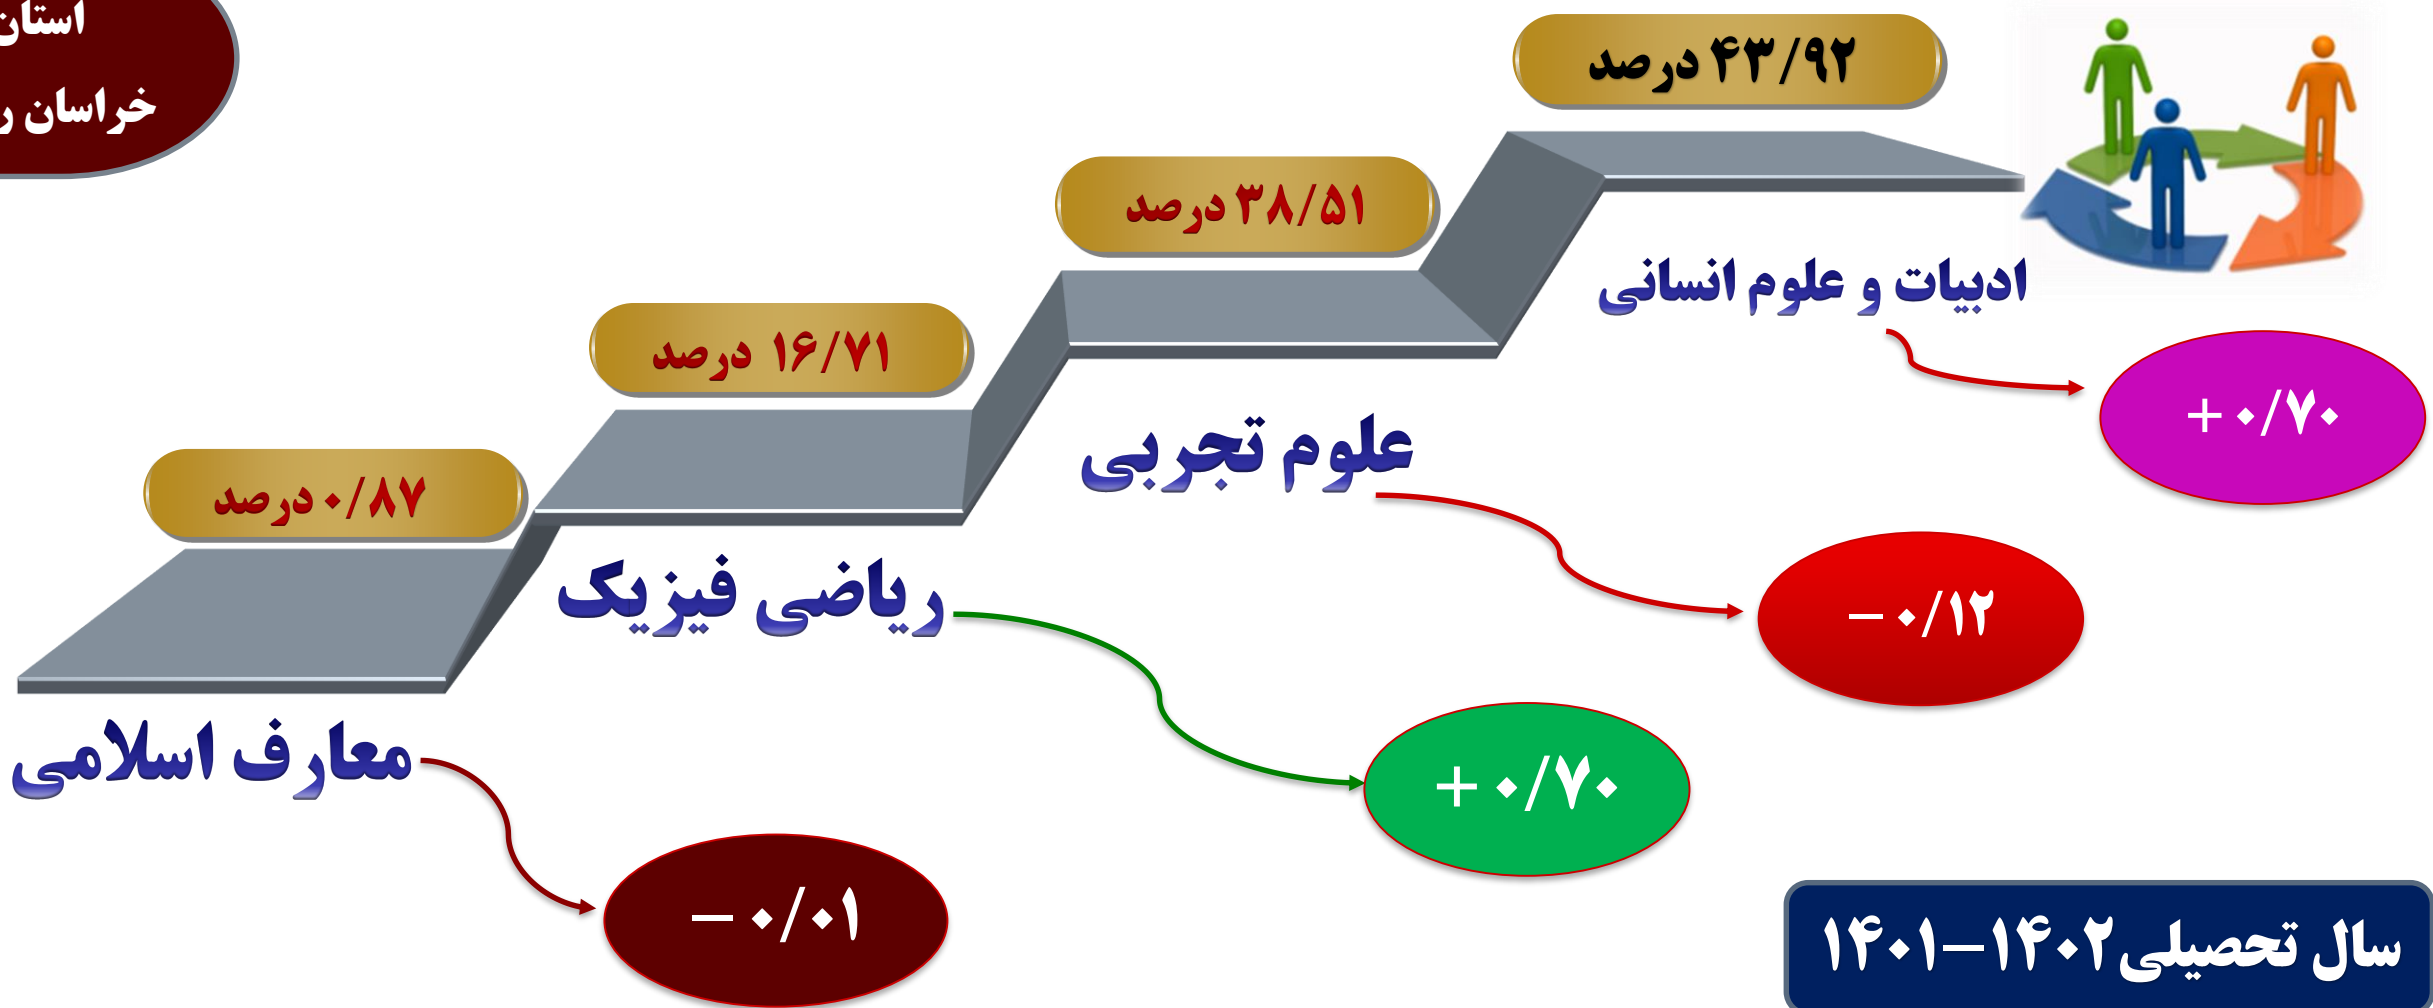 استان
خراسان
۴۳/۹۲ درصد
ادبیات و علوم انسانی
+ ۰/۷۰
۳۸/۵۱ درصد
علوم تجربی
– ۰/۱۲
۱۶/۷۱ درصد
ریاضی فیزیک
+ ۰/۷۰
۰/۸۷ درصد
معارف اسلامی
– ۰/۰۱
سال تحصیلی ۱۴۰۲–۱۴۰۱